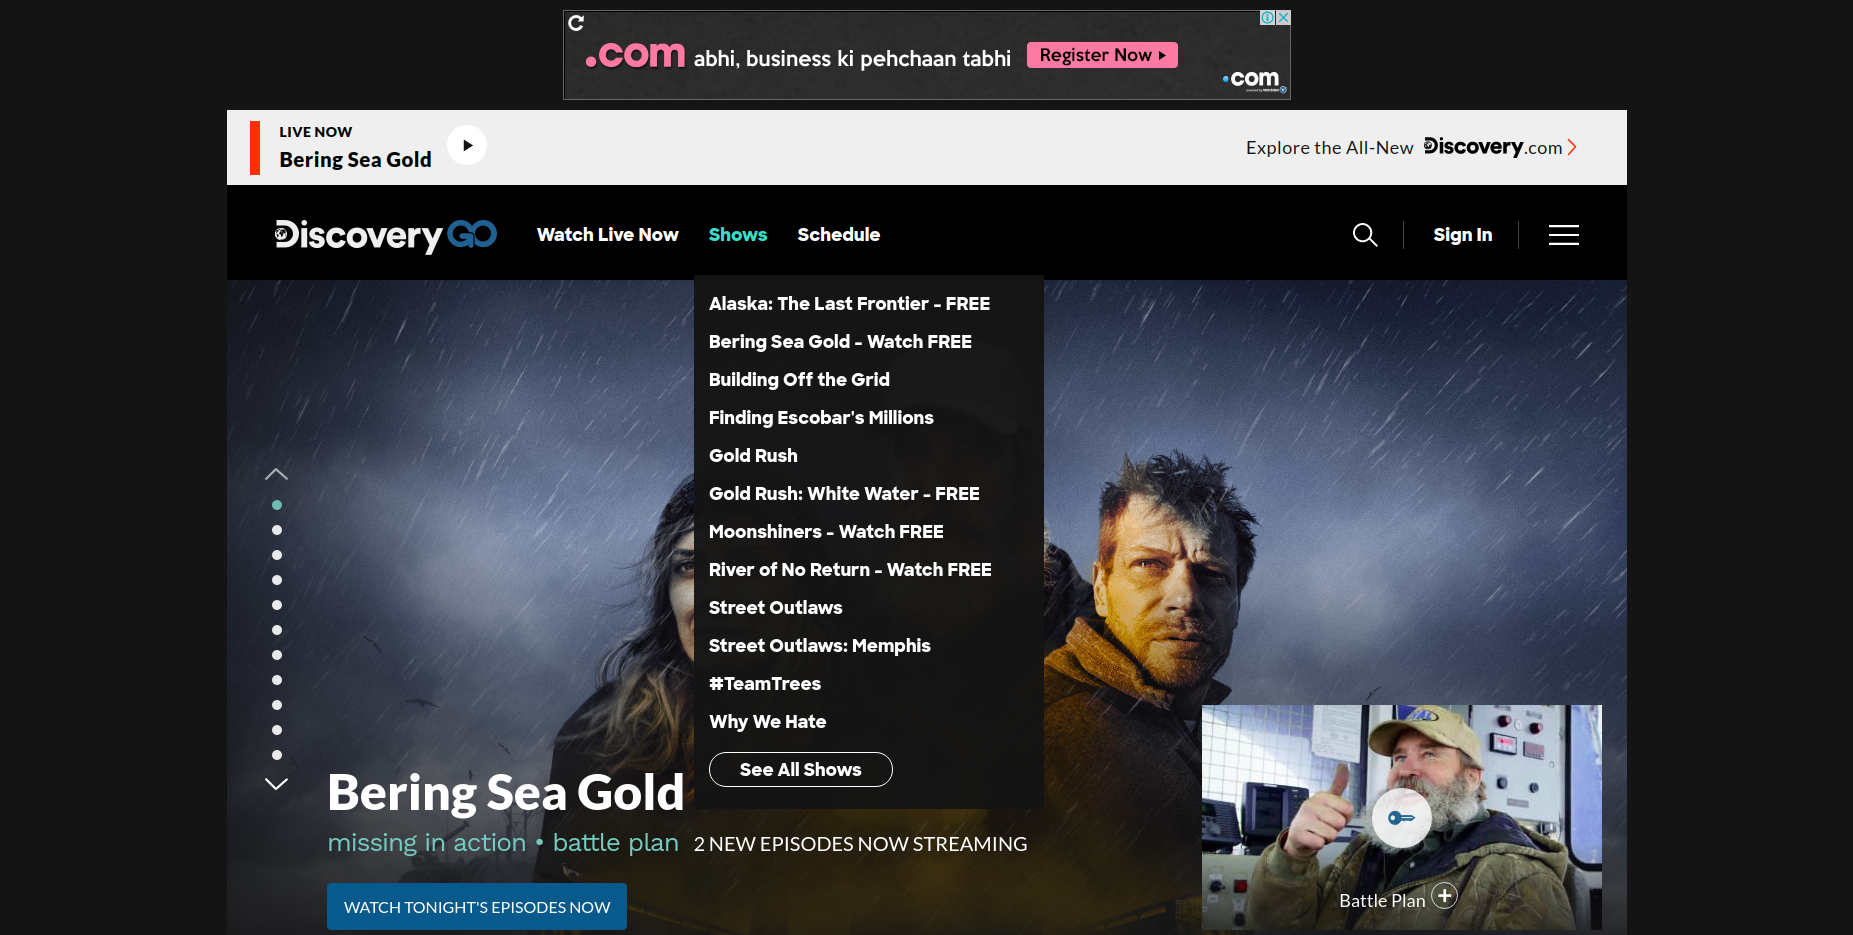 .com abhi, business ki pehchaan tabhi Register Now
.com
LIVE NOW
Bering Sea Gold
Explore the All-New Discovery.com
Discovery GO Watch Live Now Shows Schedule Sign In
Alaska: The Last Frontier - FREE
Bering Sea Gold - Watch FREE
Building Off the Grid
Finding Escobar's Millions
Gold Rush
Gold Rush: White Water - FREE
Moonshiners - Watch FREE
River of No Return - Watch FREE
Street Outlaws
Street Outlaws: Memphis
#TeamTrees
Why We Hate
See All Shows
Bering Sea Gold
missing in action • battle plan 2 NEW EPISODES NOW STREAMING
WATCH TONIGHT'S EPISODES NOW
Battle Plan